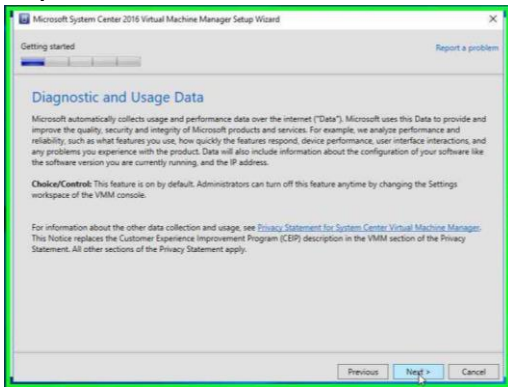 Microsoft System Center 2016 Virtual Machine Manager Setup Wizard
Getting started
Report a problem
Diagnostic and Usage Data
Microsoft automatically collects usage and performance data over the internet ("Data"). Microsoft uses this Data to provide and
improve the quality, security and integrity of Microsoft products and services. For example, we analyze performance and
reliability, such as what features you use, how quickly the features respond, device performance, user interface interactions, and
any problems you experience with the product. Data will also include information about the configuration of your software like
the software version you are currently running, and the IP address.
Choice/Control: This feature is on by default. Administrators can turn off this feature anytime by changing the Settings
workspace of the VMM console.
For information about the other data collection and usage, see Privacy Statement for System Center Virtual Machine Manager.
This Notice replaces the Customer Experience Improvement Program (CEIP) description in the VMM section of the Privacy
Statement. All other sections of the Privacy Statement apply.
Previous
Next >
Cancel